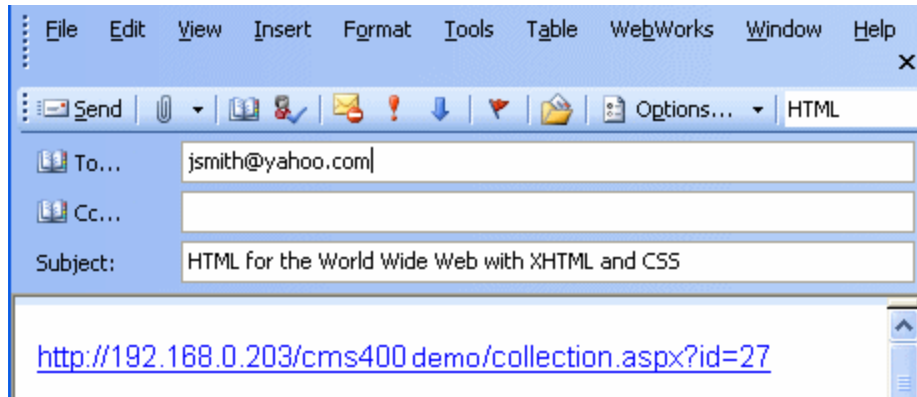 File Edit View Insert Format Tools Table WebWorks Window Help
Send Options... HTML
To... jsmith@yahoo.com
Cc...
Subject: HTML for the World Wide Web with XHTML and CSS
http://192.168.0.203/cms400demo/collection.aspx?id=27